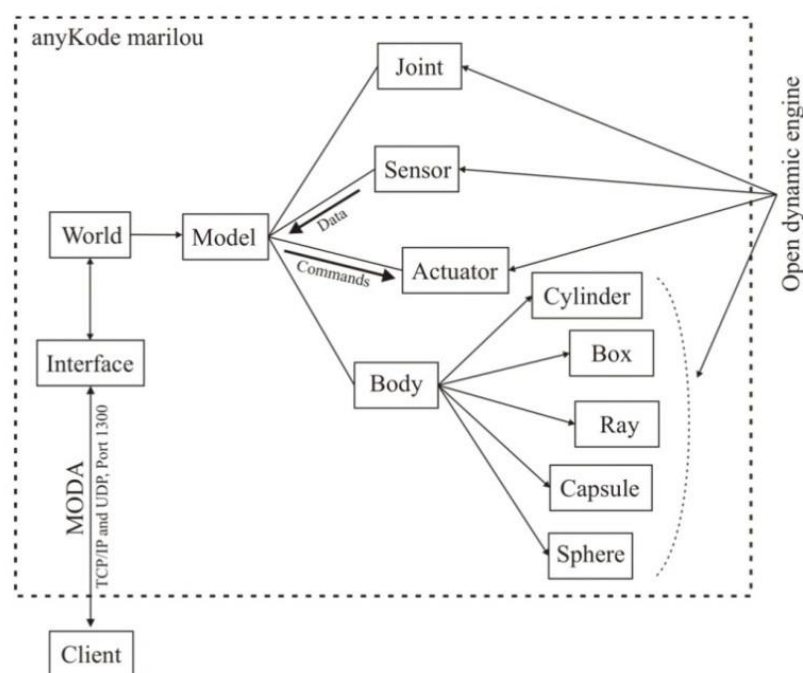 anyKode marilou
Joint
Sensor
Data
World
Model
Commands
Actuator
Cylinder
Open dynamic engine
Interface
Box
Body
Ray
MODA
TCP/IP and UDP, Port 1300
Capsule
Sphere
Client